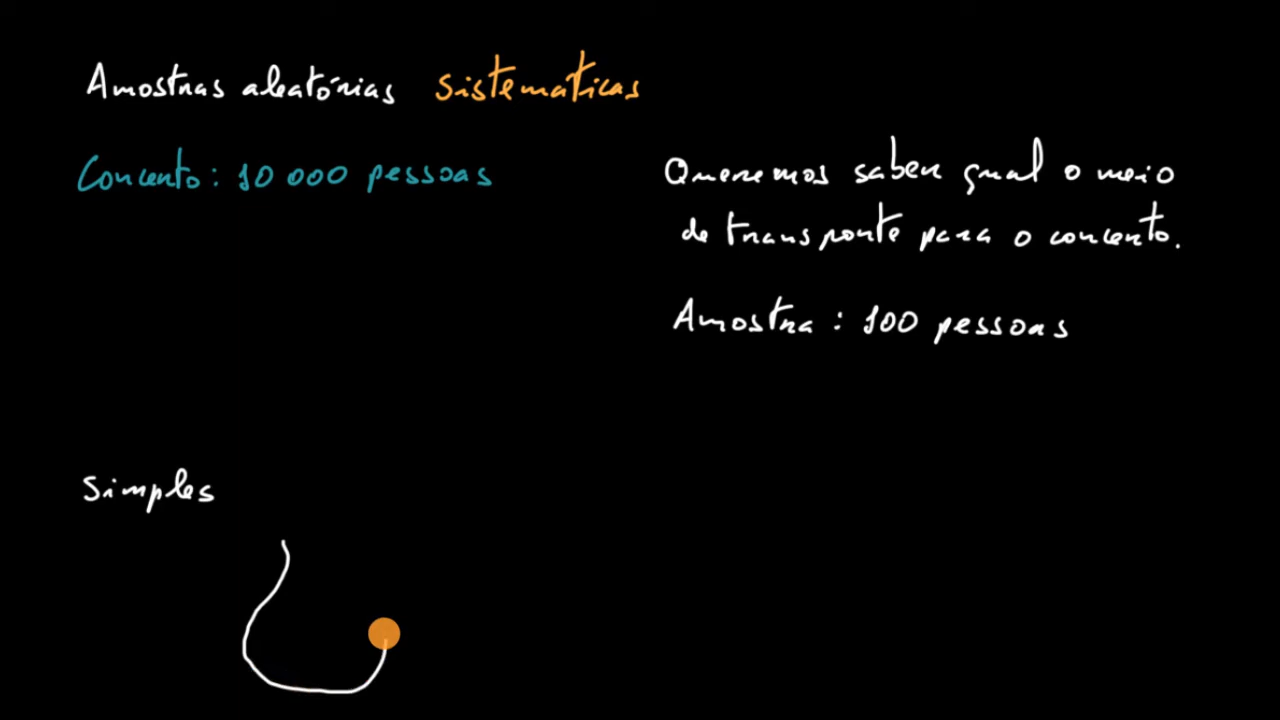 Amostras aleatórias sistemáticas
Concerto: 10 000 pessoas
Queremos saber qual o meio
de transporte para o concerto.
Amostra: 100 pessoas
Simples